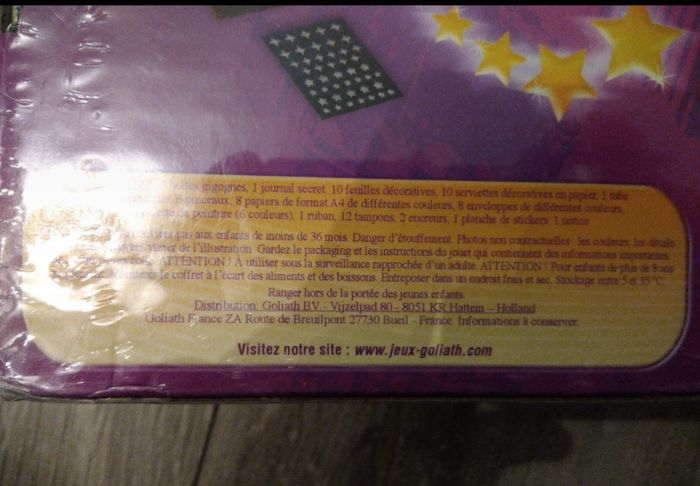 gigognes, 1 journal secret, 10 feuilles décoratives, 10 serviettes décoratives en papier, 1 tube
pinceaux, 8 papiers de format A4 de différentes couleurs, 8 enveloppes de différentes couleurs,
de peinture (6 couleurs), 1 ruban, 12 tampons, 2 encreurs, 1 planche de stickers, 1 notice
pas aux enfants de moins de 36 mois. Danger d'étouffement. Photos non contractuelles : les couleurs, les détails
varier de l'illustration. Gardez le packaging et les instructions du jouet qui contiennent des informations importantes.
ATTENTION ! À utiliser sous la surveillance rapprochée d'un adulte. ATTENTION ! Pour enfants de plus de 8 ans
Maintenir le coffret à l'écart des aliments et des boissons. Entreposer dans un endroit frais et sec. Stockage entre 5 et 35 °C.
Ranger hors de la portée des jeunes enfants.
Distribution: Goliath BV. - Vijzelpad 80 - 8051 KR Hattem – Holland
Goliath France ZA Route de Breuilpont 27730 Bueil - France. Informations à conserver.
Visitez notre site : www.jeux-goliath.com